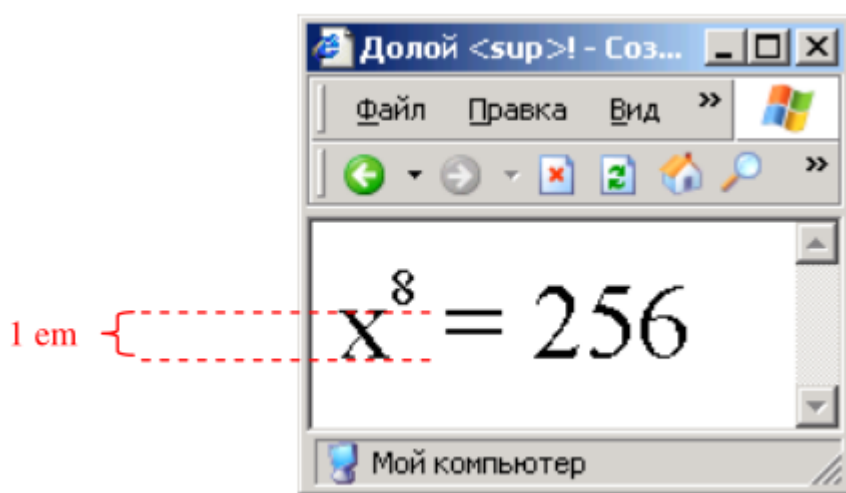 Долой <sup>! - Соз...
Файл Правка Вид »
»
x⁸ = 256
1 em
Мой компьютер